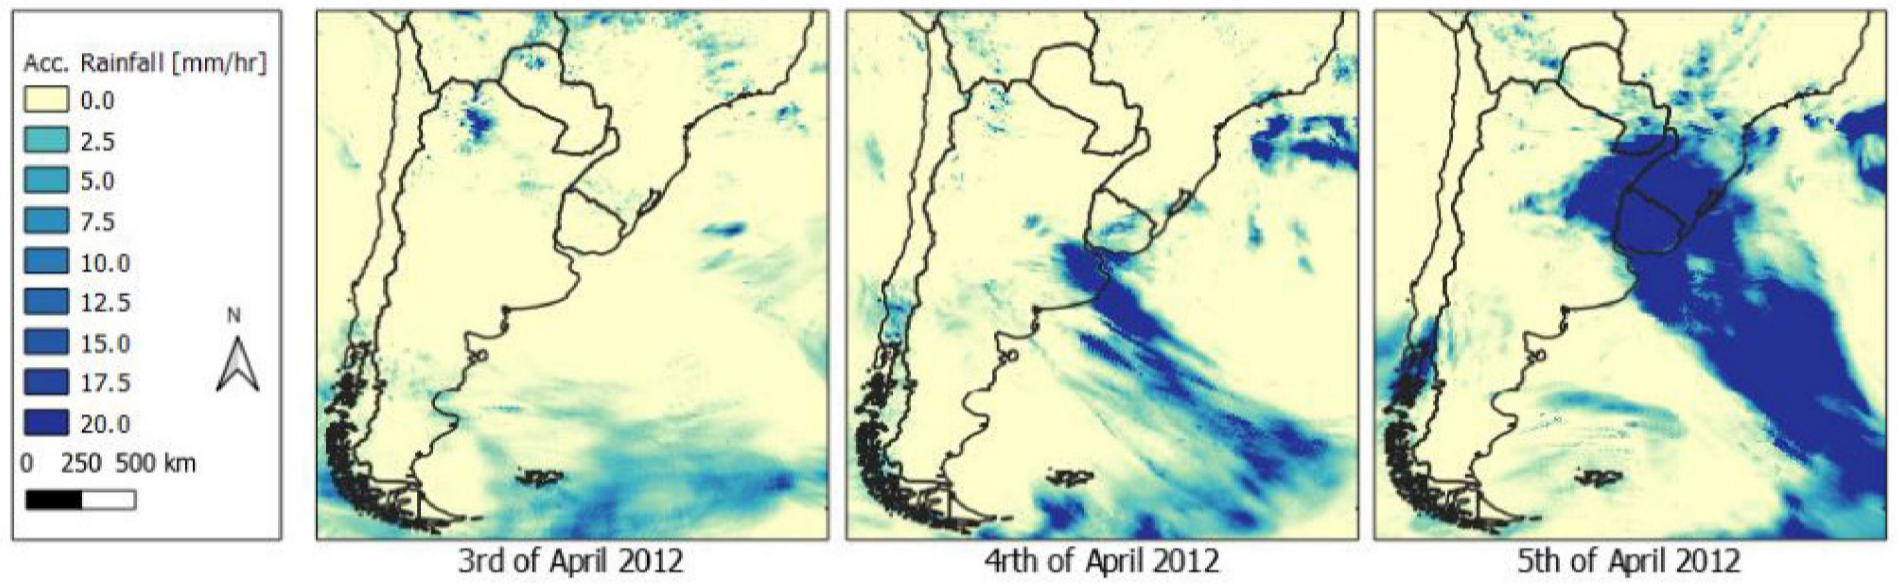 Acc. Rainfall [mm/hr]
0.0
2.5
5.0
7.5
10.0
12.5
15.0
17.5
20.0
N
0 250 500 km
3rd of April 2012
4rth of April 2012
5th of April 2012